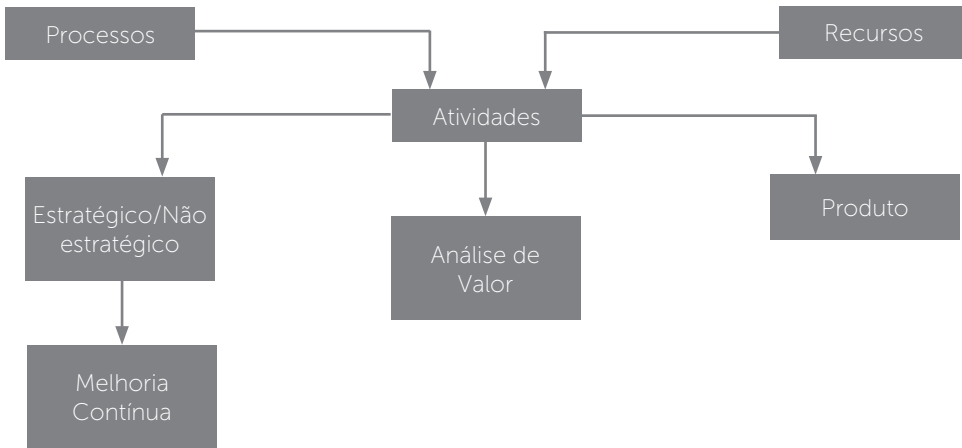 Processos
Recursos
Atividades
Estratégico/Não
estratégico
Análise de
Valor
Produto
Melhoria
Contínua